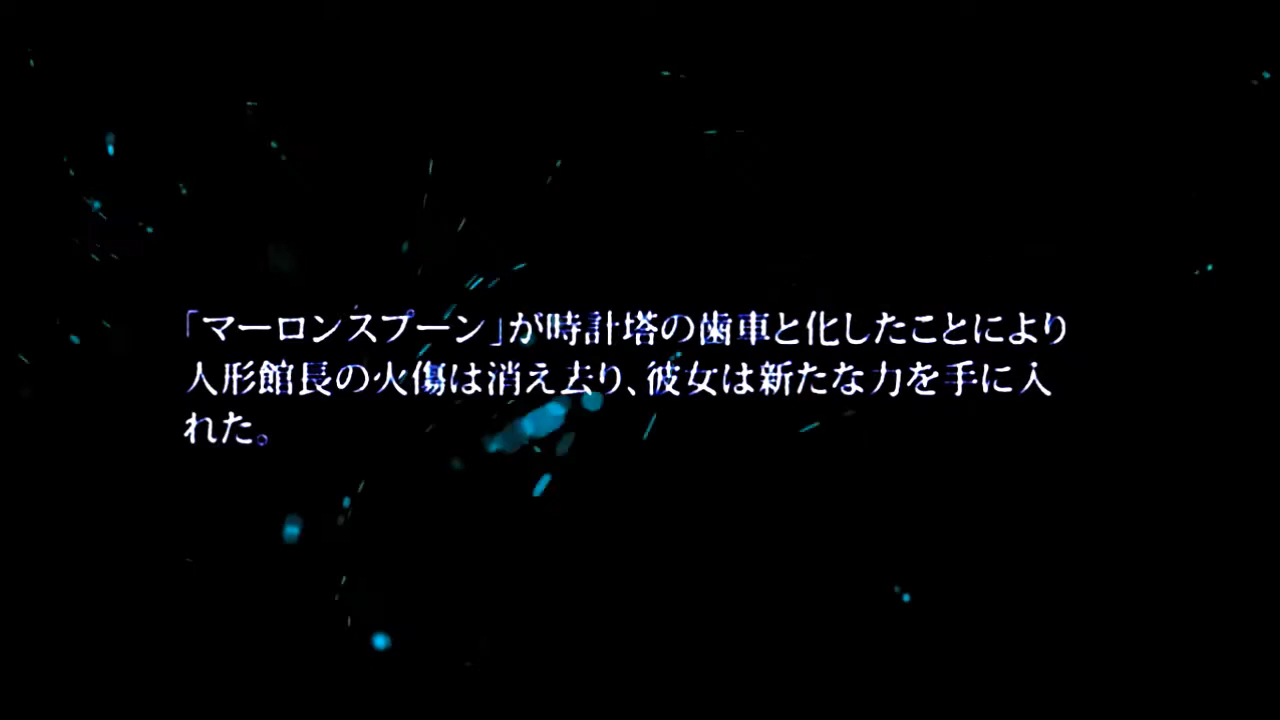 「マーロンスプーン」が時計塔の歯車と化したことにより
人形館長の火傷は消え去り、彼女は新たな力を手に入
れた。